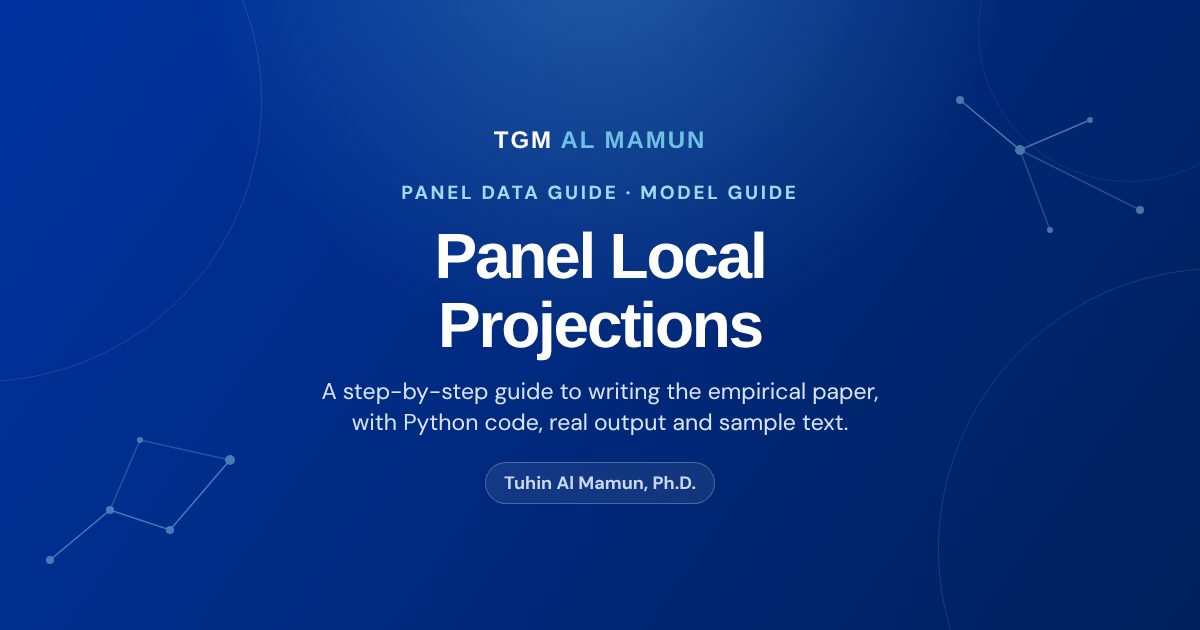 TGM AL MAMUN
PANEL DATA GUIDE · MODEL GUIDE
Panel Local
Projections
A step-by-step guide to writing the empirical paper,
with Python code, real output and sample text.
Tuhin Al Mamun, Ph.D.